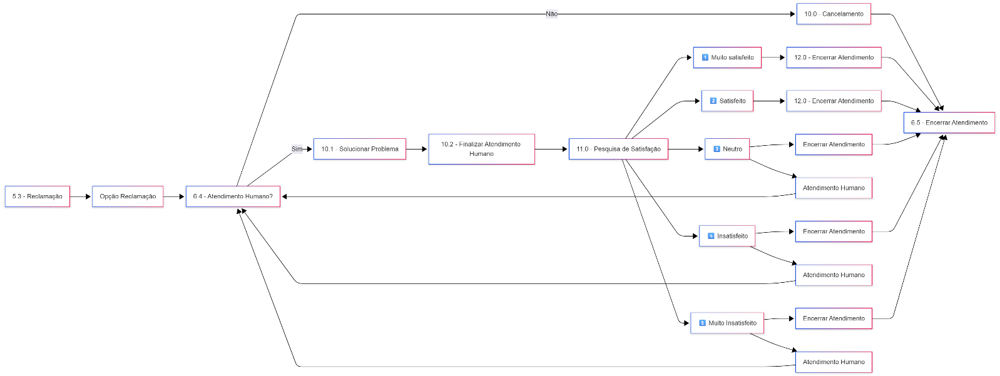 Não
10.0 - Cancelamento
1 Muito satisfeito
12.0 - Encerrar Atendimento
2 Satisfeito
12.0 - Encerrar Atendimento
6.5 - Encerrar Atendimento
Sim
10.1 - Solucionar Problema
10.2 - Finalizar Atendimento
Humano
11.0 - Pesquisa de Satisfação
3 Neutro
Encerrar Atendimento
Atendimento Humano
5.3 - Reclamação
Opção Reclamação
6.4 - Atendimento Humano?
4 Insatisfeito
Encerrar Atendimento
Atendimento Humano
5 Muito Insatisfeito
Encerrar Atendimento
Atendimento Humano